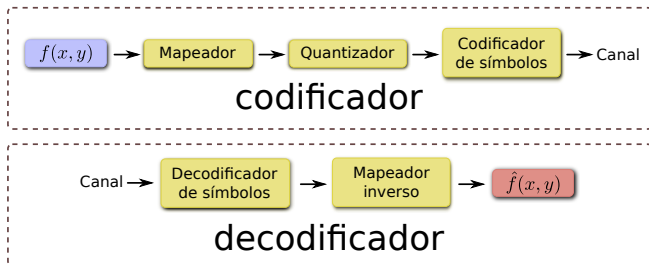 f(x, y)
Mapeador
Quantizador
Codificador
de símbolos
Canal
codificador
Canal
Decodificador
de símbolos
Mapeador
inverso
f̂(x, y)
decodificador